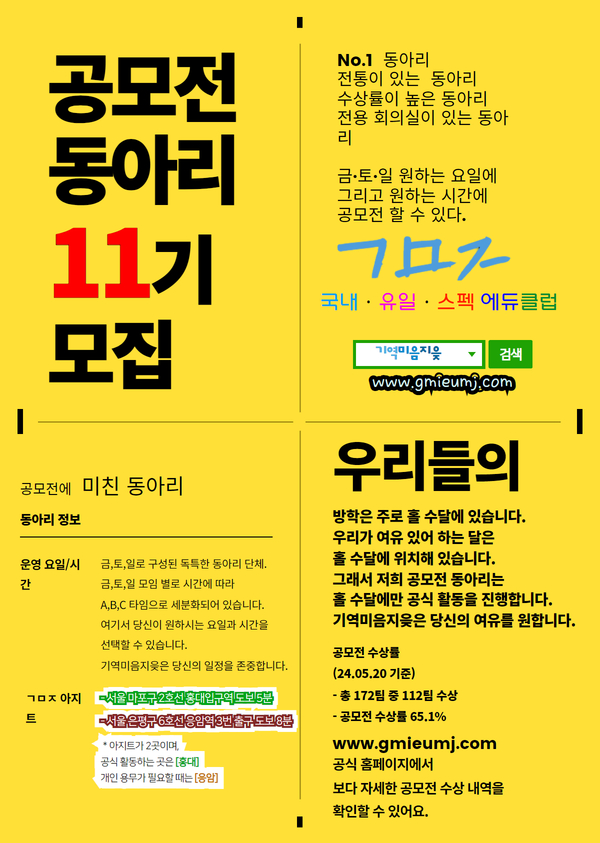 공모전
동아리
11기
모집
No.1 동아리
전통이 있는 동아리
수상률이 높은 동아리
전용 회의실이 있는 동아
리
금·토·일 원하는 요일에
그리고 원하는 시간에
공모전 할 수 있다.
ㄱㅁㅈ
국내 · 유일 · 스펙 에듀클럽
기역미음지읒 검색
www.gmieumj.com
공모전에 미친 동아리
동아리 정보
운영 요일/시
간
금,토,일로 구성된 독특한 동아리 단체.
금,토,일 모임 별로 시간에 따라
A,B,C 타임으로 세분화되어 있습니다.
여기서 당신이 원하시는 요일과 시간을
선택할 수 있습니다.
기역미음지읒은 당신의 일정을 존중합니다.
ㄱㅁㅈ 아지
트
- 서울 마포구 2호선 홍대입구역 도보 5분
- 서울 은평구 6호선 응암역 3번 출구 도보 8분
* 아지트가 2곳이며,
공식 활동하는 곳은 [홍대]
개인 용무가 필요할 때는 [응암]
우리들의
방학은 주로 홀 수달에 있습니다.
우리가 여유 있어 하는 달은
홀 수달에 위치해 있습니다.
그래서 저희 공모전 동아리는
홀 수달에만 공식 활동을 진행합니다.
기역미음지읒은 당신의 여유를 원합니다.
공모전 수상률
(24.05.20 기준)
- 총 172팀 중 112팀 수상
- 공모전 수상률 65.1%
www.gmieumj.com
공식 홈페이지에서
보다 자세한 공모전 수상 내역을
확인할 수 있어요.